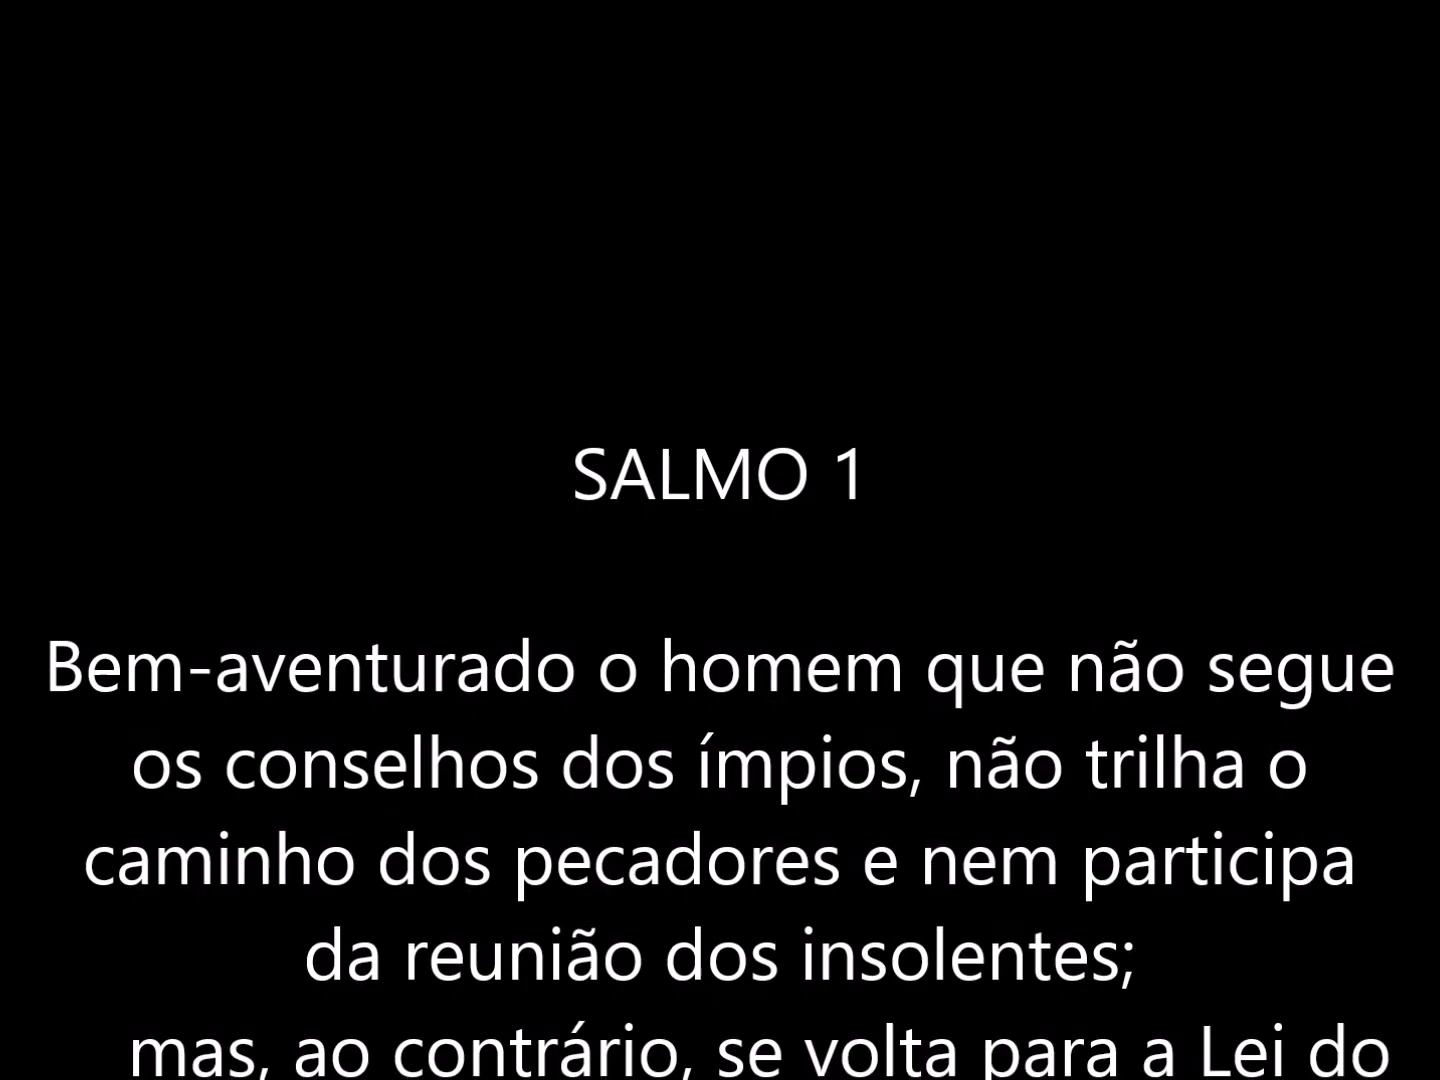 SALMO 1
Bem-aventurado o homem que não segue
os conselhos dos ímpios, não trilha o
caminho dos pecadores e nem participa
da reunião dos insolentes;
mas, ao contrário, se volta para a Lei do